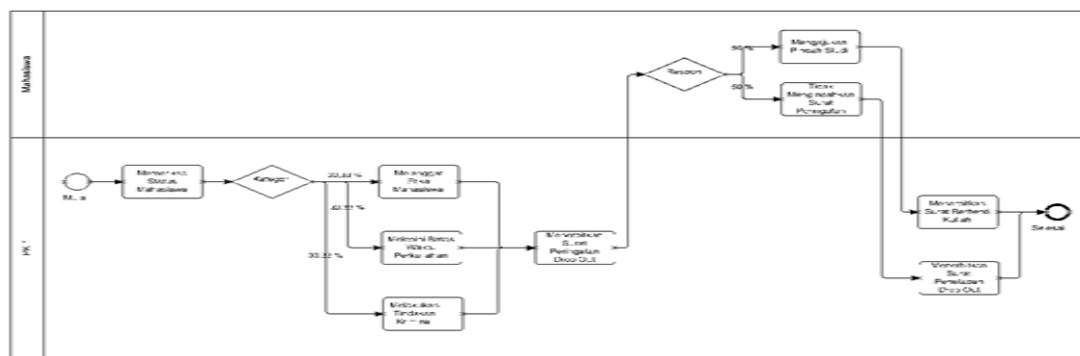 Mahasiswa
Respon
50 %
Mengajukan
Pindah Studi
50 %
Tidak
Mengindahkan
Surat
Peringatan
Mulai
Memeriksa
Status
Mahasiswa
Kategori
33,33 %
Melanggar
Etika
Mahasiswa
33,33 %
Melebihi Batas
Waktu
Perkuliahan
33,33 %
Melakukan
Tindakan
Kriminal
Menerbitkan
Surat
Peringatan
Drop Out
Menerbitkan
Surat Berhenti
Kuliah
Selesai
Menerbitkan
Surat
Penetapan
Drop Out